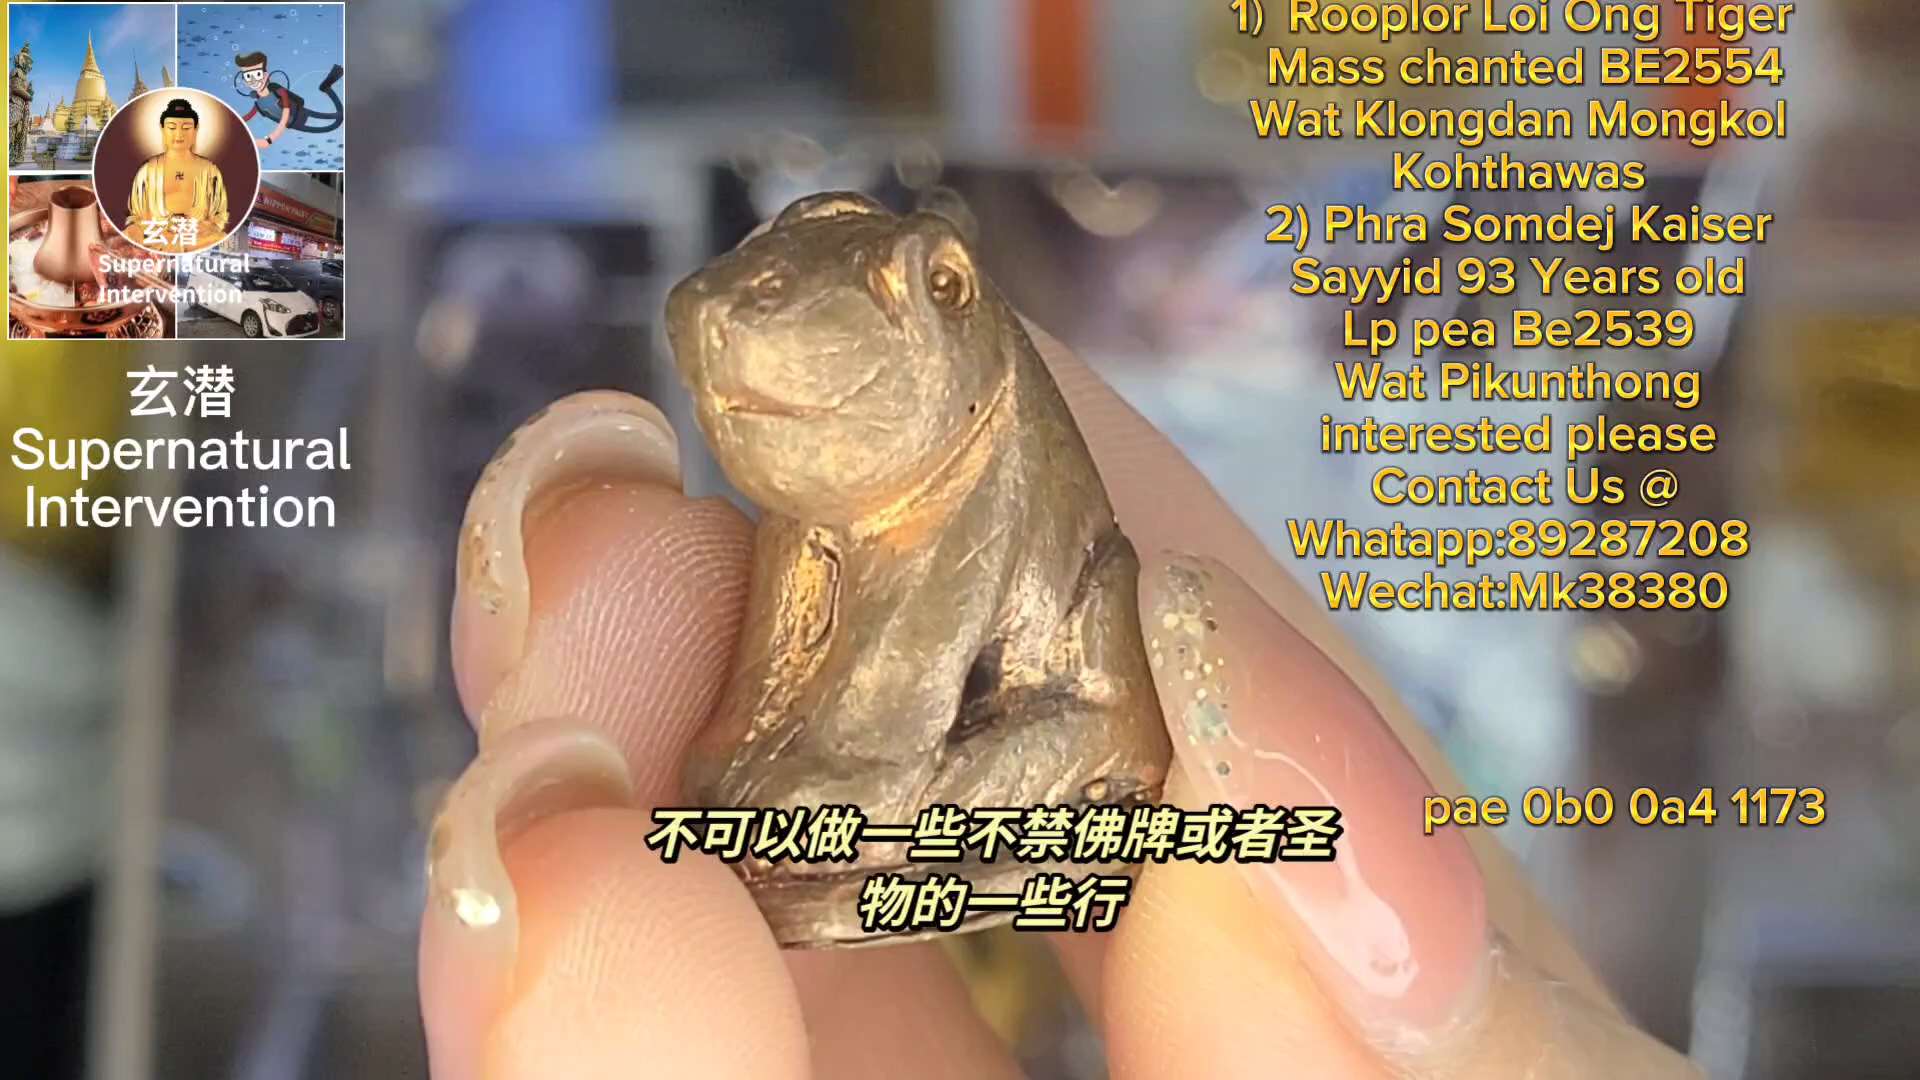 玄潜
Supernatural
Intervention
NIPPON PAINT
玄潜
Supernatural
Intervention
1) Rooplor Loi Ong Tiger
Mass chanted BE2554
Wat Klongdan Mongkol
Kohthawas
2) Phra Somdej Kaiser
Sayyid 93 Years old
Lp pea Be2539
Wat Pikunthong
interested please
Contact Us @
Whatapp:89287208
Wechat:Mk38380
pae 0b0 0a4 1173
不可以做一些不禁佛牌或者圣
物的一些行